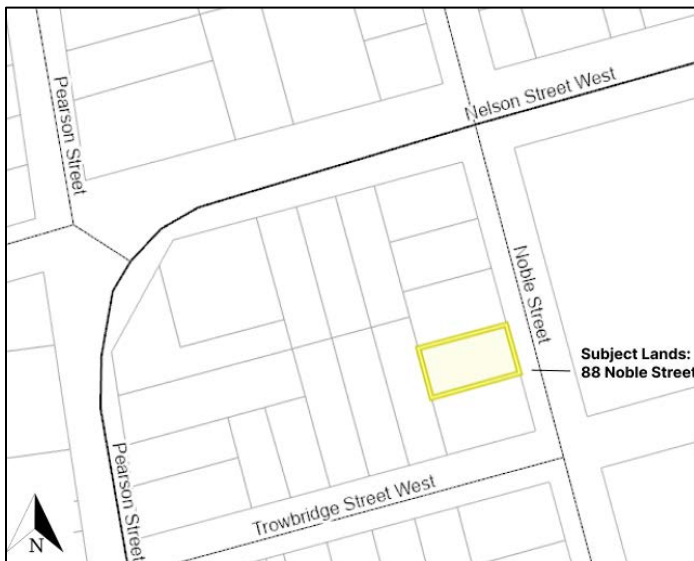 Pearson Street
Nelson Street West
Noble Street
Subject Lands:
88 Noble Street
Pearson Street
Trowbridge Street West
N